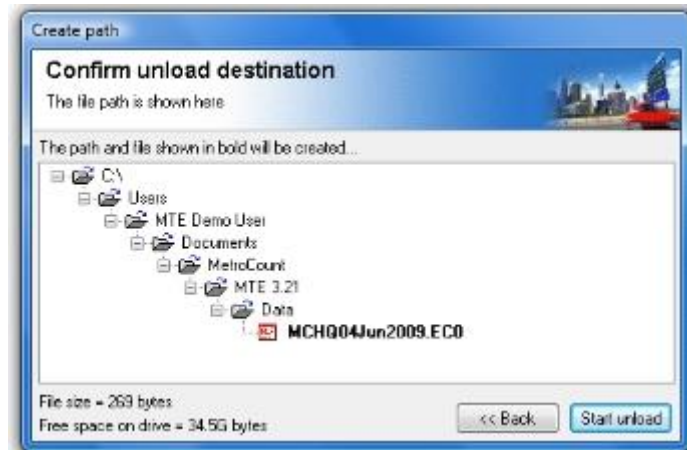 Create path
Confirm unload destination
The file path is shown here
The path and file shown in bold will be created...
C:\
Users
MTE Demo User
Documents
MetroCount
MTE 3.21
Data
MCHQ04Jun2009.EC0
File size = 269 bytes
Free space on drive = 34.5G bytes
<< Back
Start unload